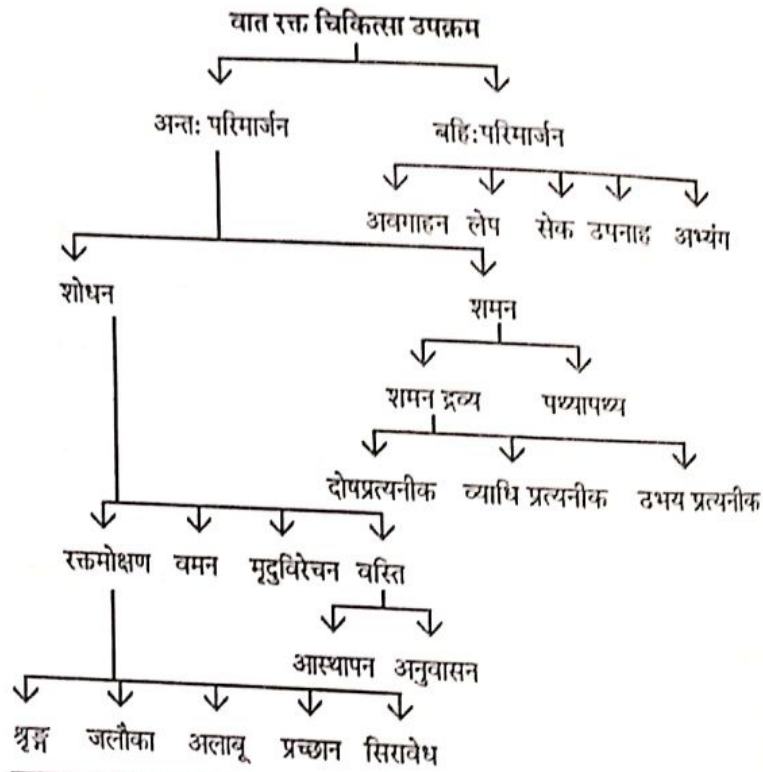 वात रक्त चिकित्सा उपक्रम
अन्तः परिमार्जन बहिःपरिमार्जन
अवगाहन लेप सेक उपनाह अभ्यंग
शोधन शमन
शमन द्रव्य पथ्यापथ्य
दोषप्रत्यनीक व्याधि प्रत्यनीक उभय प्रत्यनीक
रक्तमोक्षण वमन मृदुविरेचन वस्ति
आस्थापन अनुवासन
श्रृङ्ग जलौका अलाबू प्रच्छान सिरावेध